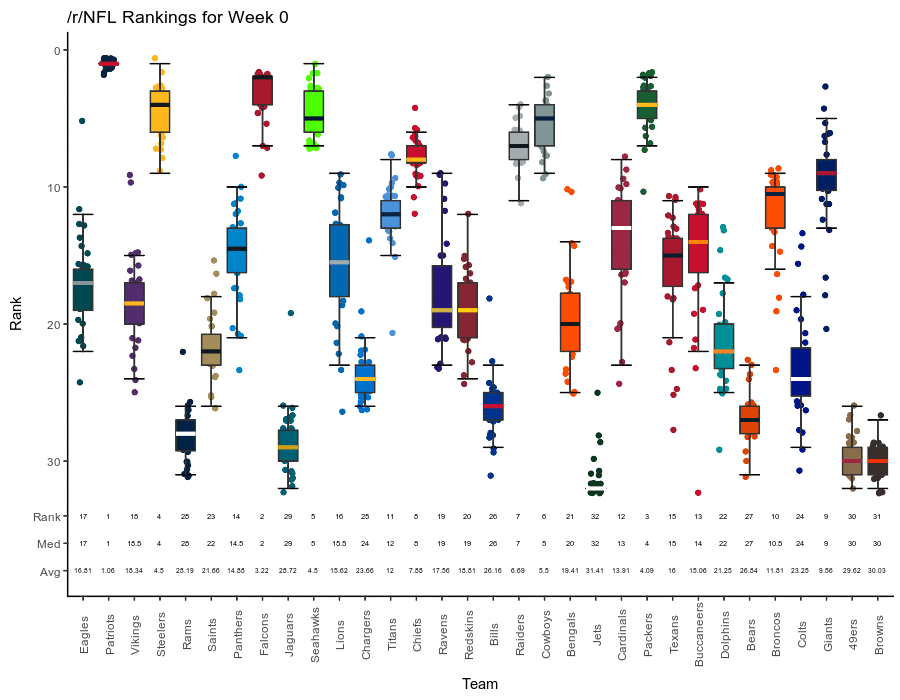 /r/NFL Rankings for Week 0
0
10
20
30
Rank
Rank 17 1 18 4 28 23 14 2 29 5 16 25 11 8 19 20 26 7 6 21 32 12 3 15 13 22 27 10 24 9 30 31
Med 17 1 18.5 4 28 22 14.5 2 29 5 15.5 24 12 8 19 19 26 7 5 20 32 13 4 15 14 22 27 10.5 24 9 30 30
Avg 16.81 1.06 18.34 4.5 28.19 21.66 14.88 3.22 28.72 4.5 15.62 23.66 12 7.88 17.56 18.81 26.16 6.69 5.5 19.41 31.41 13.91 4.09 16 15.06 21.25 26.84 11.81 23.25 9.56 29.62 30.03
Eagles Patriots Vikings Steelers Rams Saints Panthers Falcons Jaguars Seahawks Lions Chargers Titans Chiefs Ravens Redskins Bills Raiders Cowboys Bengals Jets Cardinals Packers Texans Buccaneers Dolphins Bears Broncos Colts Giants 49ers Browns
Team